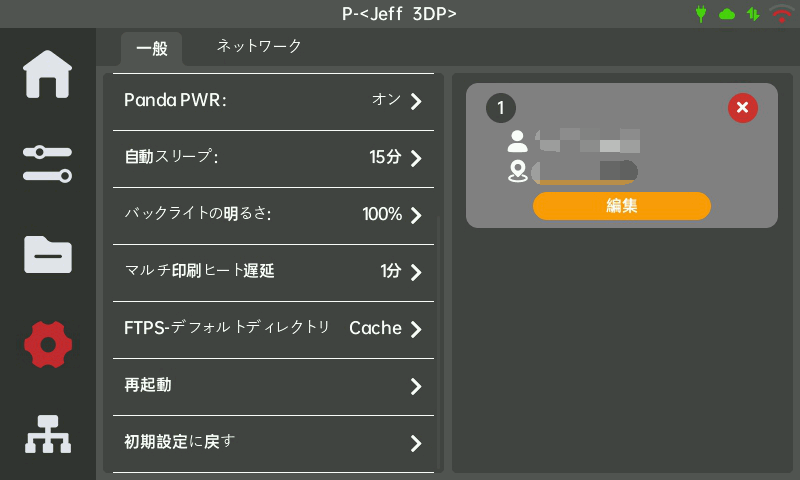 P-<Jeff 3DP>
一般 ネットワーク
Panda PWR: オン
自動スリープ: 15分
バックライトの明るさ: 100%
マルチ印刷ヒート遅延 1分
FTPS-デフォルトディレクトリ Cache
再起動
初期設定に戻す
1
編集